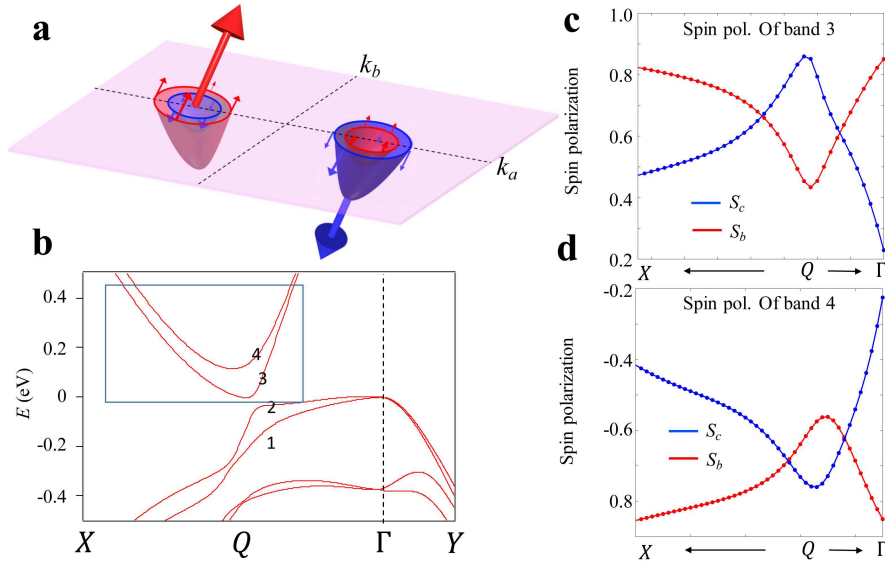 a
k_b
k_a
b
E (eV)
0.4
0.2
0
-0.2
-0.4
4
3
2
1
X
Q
Γ
Y
c
Spin pol. Of band 3
Spin polarization
1.0
0.8
0.6
0.4
0.2
S_c
S_b
X
Q
Γ
d
Spin pol. Of band 4
Spin polarization
-0.2
-0.4
-0.6
0.8
S_c
S_b
X
Q
Γ